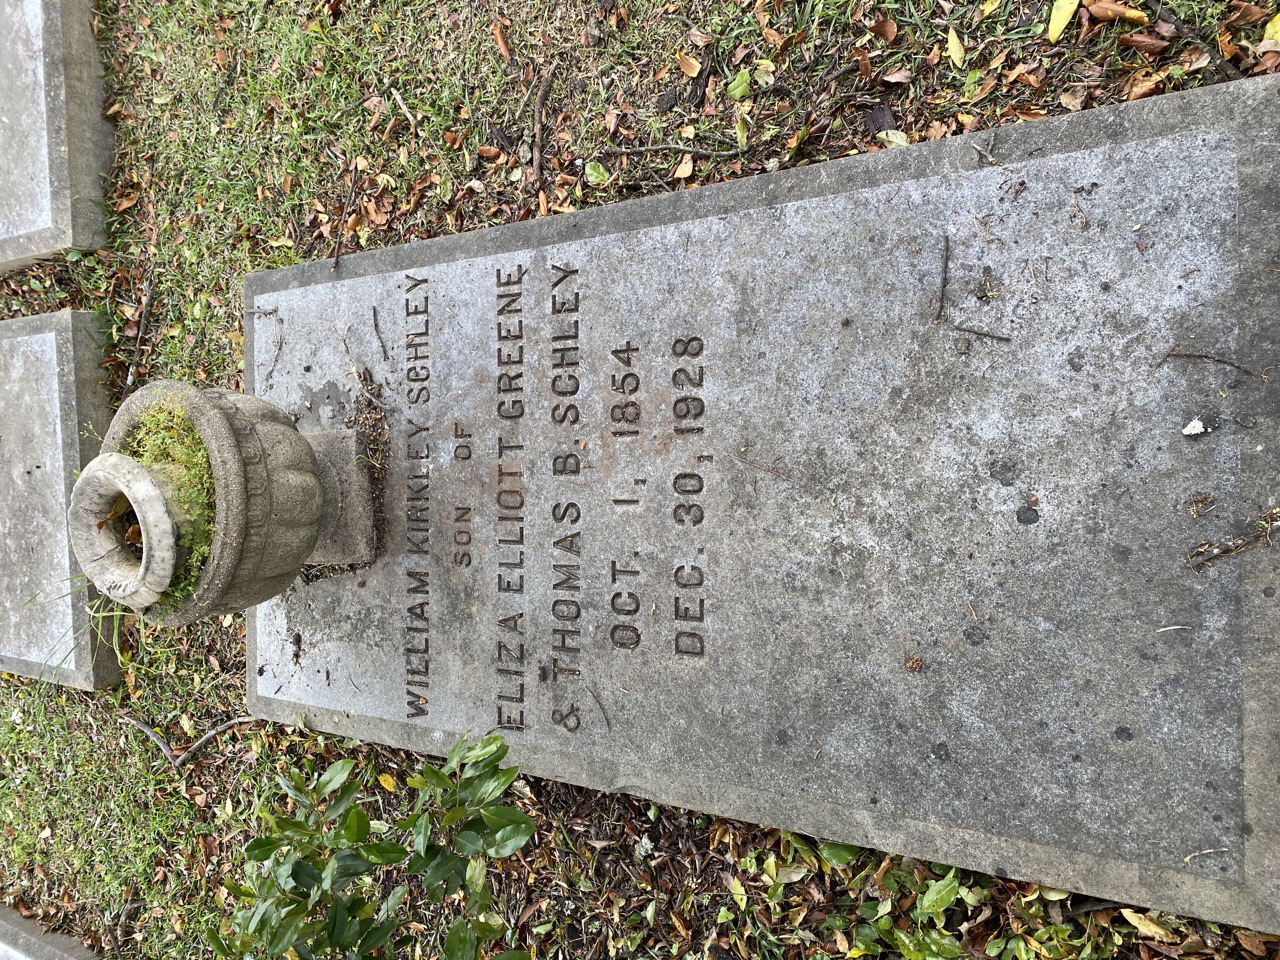 WILLIAM KIRKLEY SCHLEY
SON OF
ELIZA ELLIOTT GREENE
& THOMAS B. SCHLEY
OCT. 1, 1854
DEC. 30, 1928